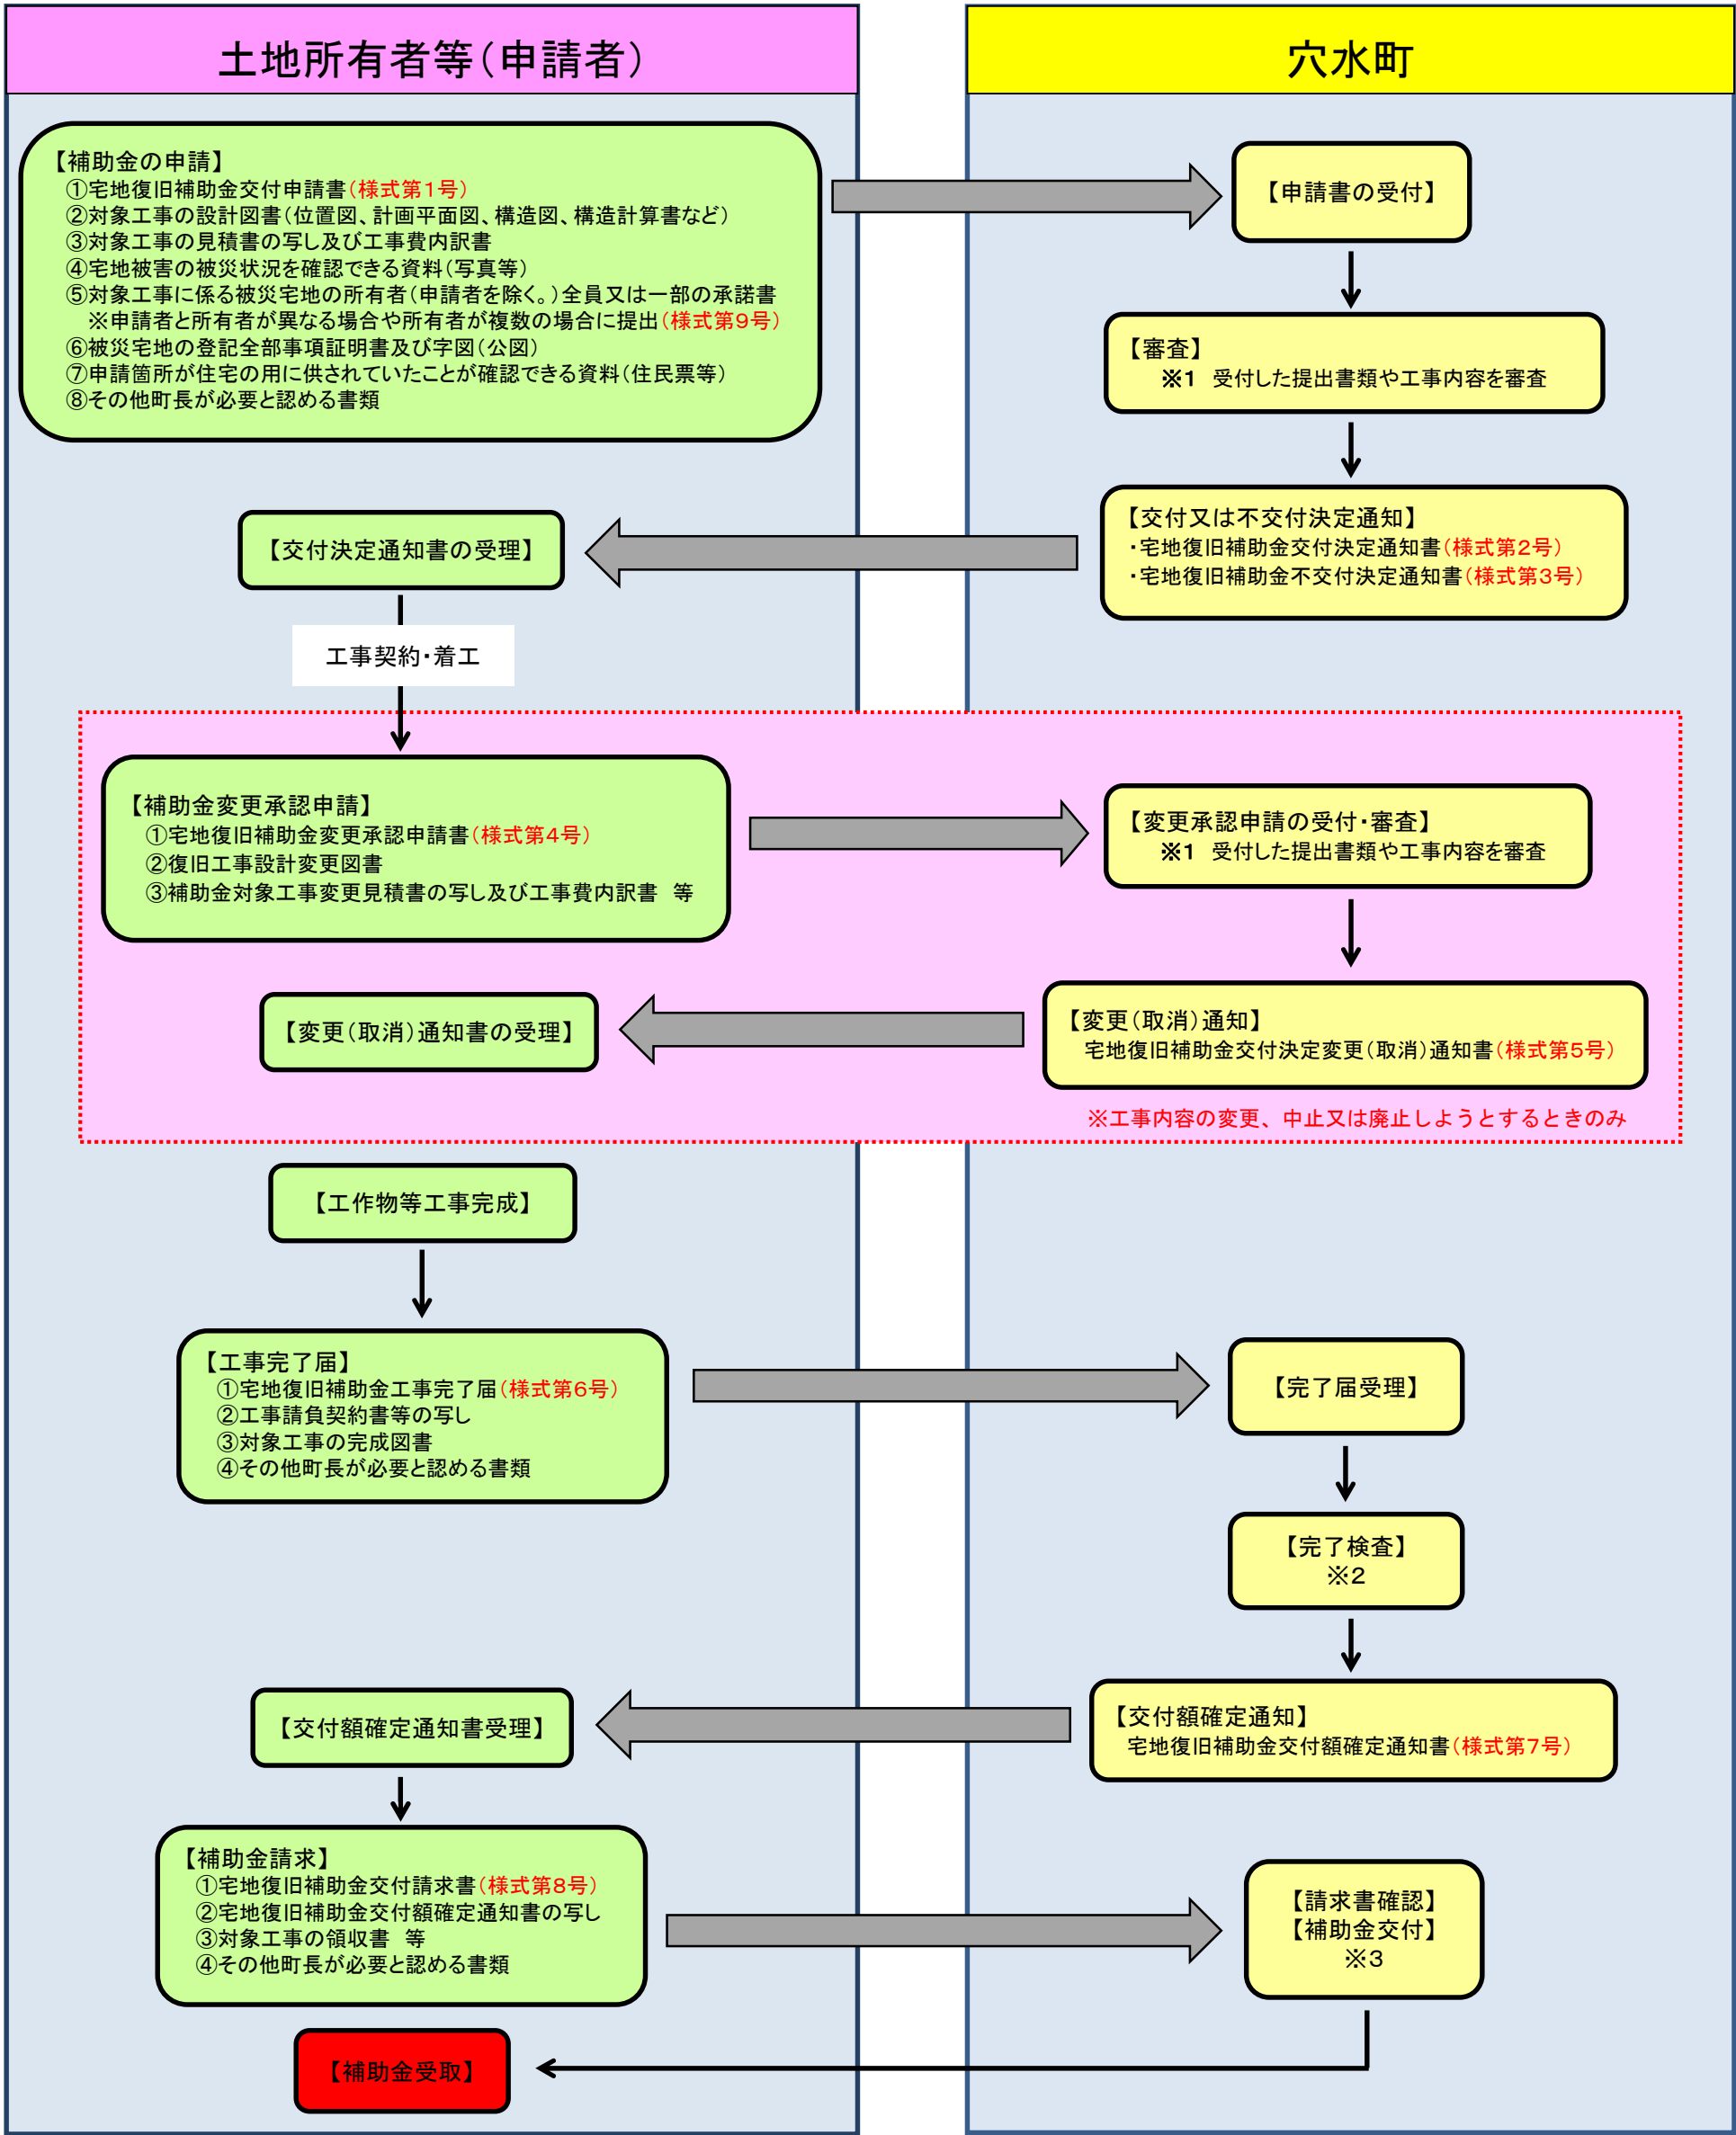 土地所有者等(申請者)
穴水町
【補助金の申請】
①宅地復旧補助金交付申請書(様式第1号)
②対象工事の設計図書(位置図、計画平面図、構造図、構造計算書など)
③対象工事の見積書の写し及び工事費内訳書
④宅地被害の被災状況を確認できる資料(写真等)
⑤対象工事に係る被災宅地の所有者(申請者を除く。)全員又は一部の承諾書
※申請者と所有者が異なる場合や所有者が複数の場合に提出(様式第9号)
⑥被災宅地の登記全部事項証明書及び字図(公図)
⑦申請箇所が住宅の用に供されていたことが確認できる資料(住民票等)
⑧その他町長が必要と認める書類
【申請書の受付】
【審査】
※1 受付した提出書類や工事内容を審査
【交付又は不交付決定通知】
・宅地復旧補助金交付決定通知書(様式第2号)
・宅地復旧補助金不交付決定通知書(様式第3号)
【交付決定通知書の受理】
工事契約・着工
【補助金変更承認申請】
①宅地復旧補助金変更承認申請書(様式第4号)
②復旧工事設計変更図書
③補助金対象工事変更見積書の写し及び工事費内訳書 等
【変更承認申請の受付・審査】
※1 受付した提出書類や工事内容を審査
【変更(取消)通知】
宅地復旧補助金交付決定変更(取消)通知書(様式第5号)
【変更(取消)通知書の受理】
※工事内容の変更、中止又は廃止しようとするときのみ
【工作物等工事完成】
【工事完了届】
①宅地復旧補助金工事完了届(様式第6号)
②工事請負契約書等の写し
③対象工事の完成図書
④その他町長が必要と認める書類
【完了届受理】
【完了検査】
※2
【交付額確定通知】
宅地復旧補助金交付額確定通知書(様式第7号)
【交付額確定通知書受理】
【補助金請求】
①宅地復旧補助金交付請求書(様式第8号)
②宅地復旧補助金交付額確定通知書の写し
③対象工事の領収書 等
④その他町長が必要と認める書類
【請求書確認】
【補助金交付】
※3
【補助金受取】